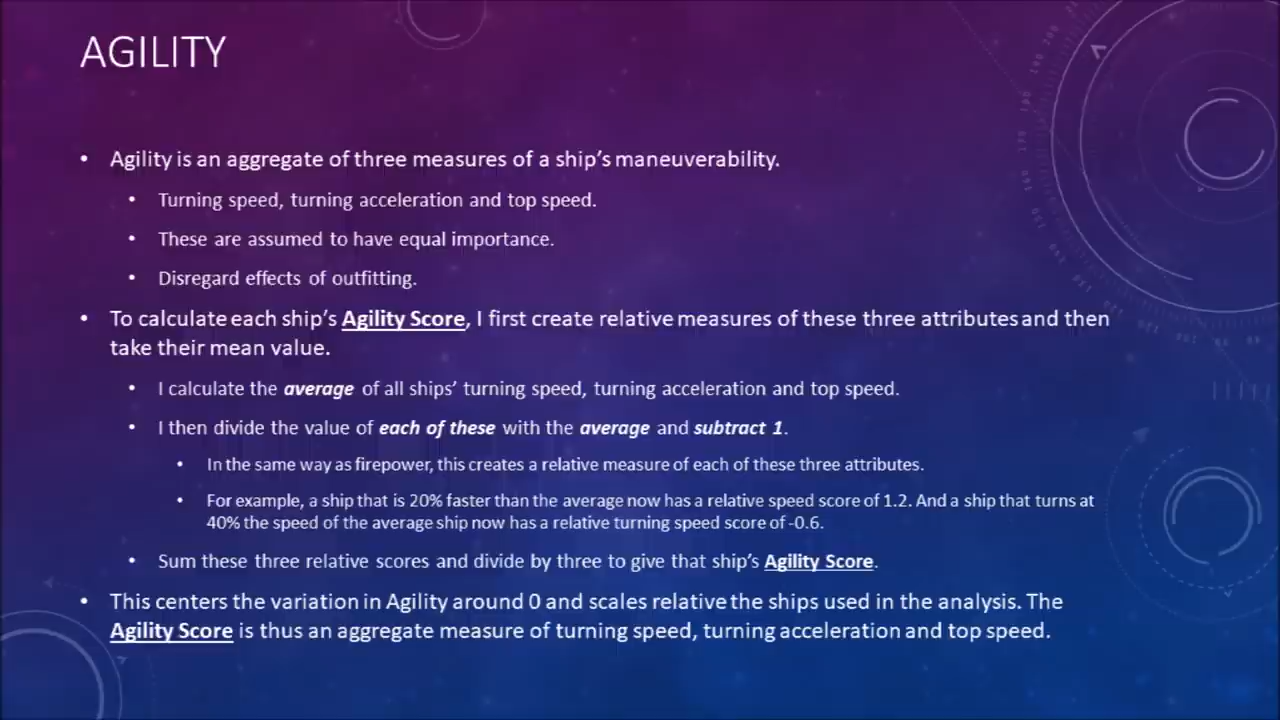 AGILITY
• Agility is an aggregate of three measures of a ship's maneuverability.
• Turning speed, turning acceleration and top speed.
• These are assumed to have equal importance.
• Disregard effects of outfitting.
• To calculate each ship's Agility Score, I first create relative measures of these three attributes and then
take their mean value.
• I calculate the average of all ships' turning speed, turning acceleration and top speed.
• I then divide the value of each of these with the average and subtract 1.
• In the same way as firepower, this creates a relative measure of each of these three attributes.
• For example, a ship that is 20% faster than the average now has a relative speed score of 1.2. And a ship that turns at
40% the speed of the average ship now has a relative turning speed score of -0.6.
• Sum these three relative scores and divide by three to give that ship's Agility Score.
• This centers the variation in Agility around 0 and scales relative the ships used in the analysis. The
Agility Score is thus an aggregate measure of turning speed, turning acceleration and top speed.